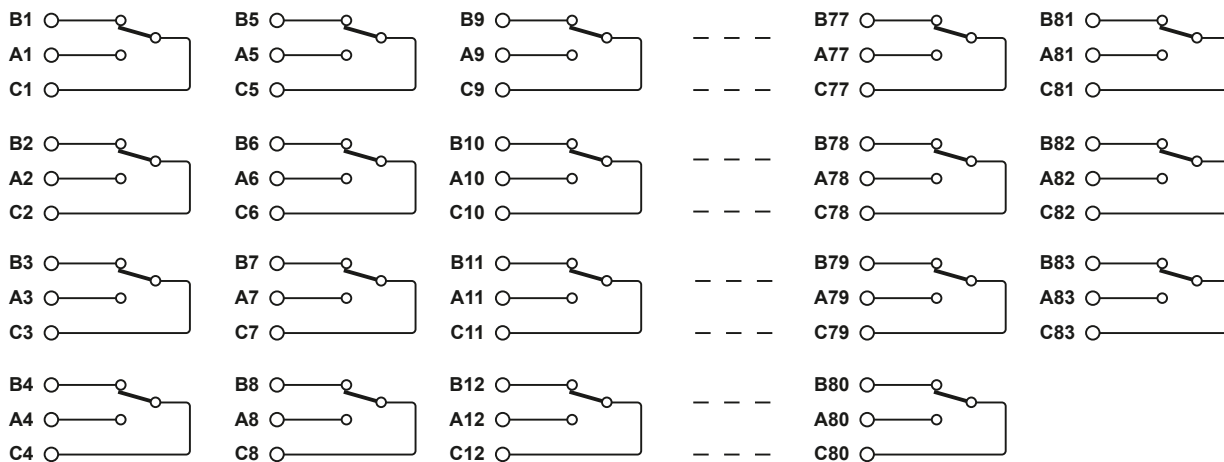 B1 B5 B9 B77 B81
A1 A5 A9 A77 A81
C1 C5 C9 C77 C81
B2 B6 B10 B78 B82
A2 A6 A10 A78 A82
C2 C6 C10 C78 C82
B3 B7 B11 B79 B83
A3 A7 A11 A79 A83
C3 C7 C11 C79 C83
B4 B8 B12 B80
A4 A8 A12 A80
C4 C8 C12 C80